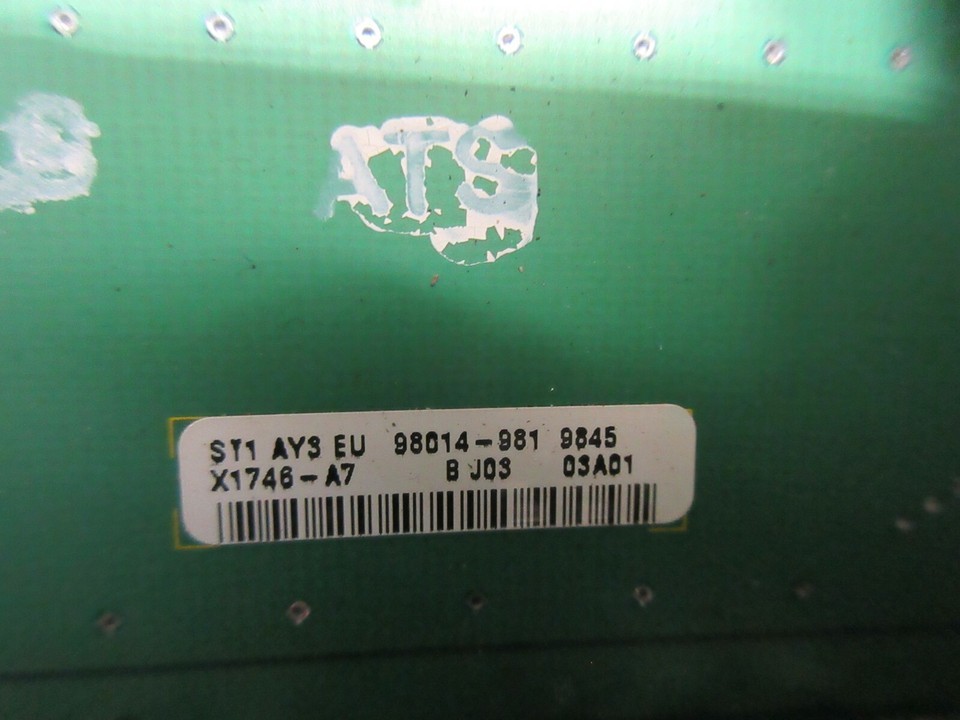 ATS
ST1 AY3 EU 98014-981 9845
X1746-A7 B J03 03A01